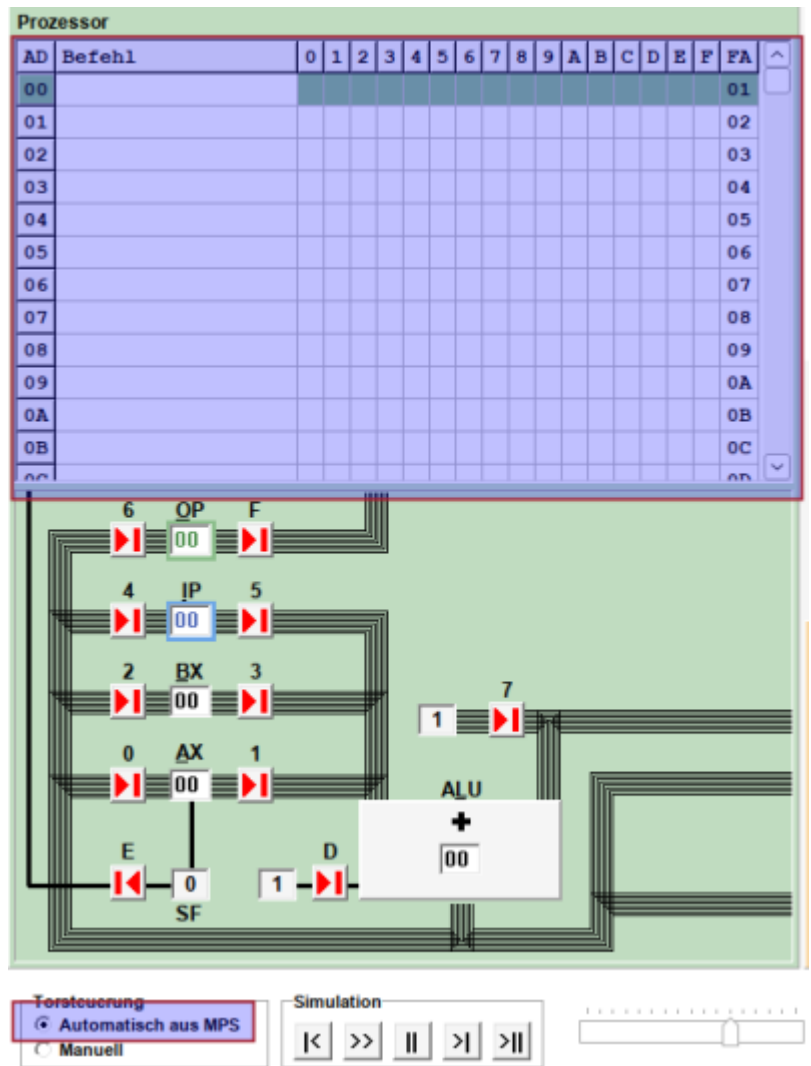 Prozessor
AD Befehl 0 1 2 3 4 5 6 7 8 9 A B C D E F FA
00 01
01 02
02 03
03 04
04 05
05 06
06 07
07 08
08 09
09 0A
0A 0B
0B 0C
0C 0D
6 OP F
00
4 IP 5
00
2 BX 3
00
7
1
0 AX 1
00
ALU
+
00
E D
0 1
SF
Torsteuerung Simulation
Automatisch aus MPS
|< >> || >| >||
Manuell